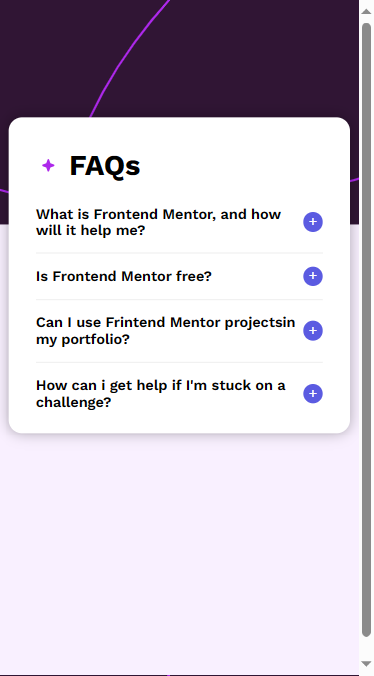 FAQs
What is Frontend Mentor, and how
will it help me?
Is Frontend Mentor free?
Can I use Frintend Mentor projectsin
my portfolio?
How can i get help if I'm stuck on a
challenge?